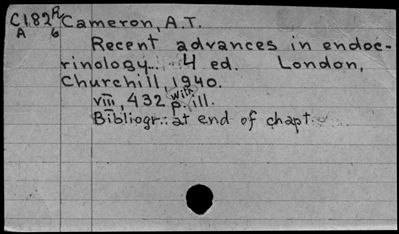 C182R Cameron, A.T.
A 6
Recent advances in endoc-
rinology... 4 ed. London,
Churchill, 1940.
viii, 432 p. with ill.
Bibliogr.: at end of chapt.